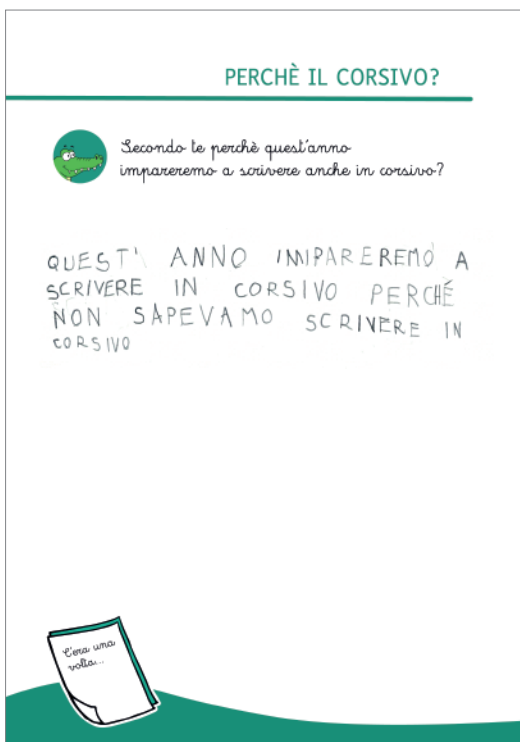 PERCHÈ IL CORSIVO?
Secondo te perchè quest'anno
impareremo a scrivere anche in corsivo?
QUEST' ANNO IMPAREREMO A
SCRIVERE IN CORSIVO PERCHÉ
NON SAPEVAMO SCRIVERE IN
CORSIVO
C'era una
volta...